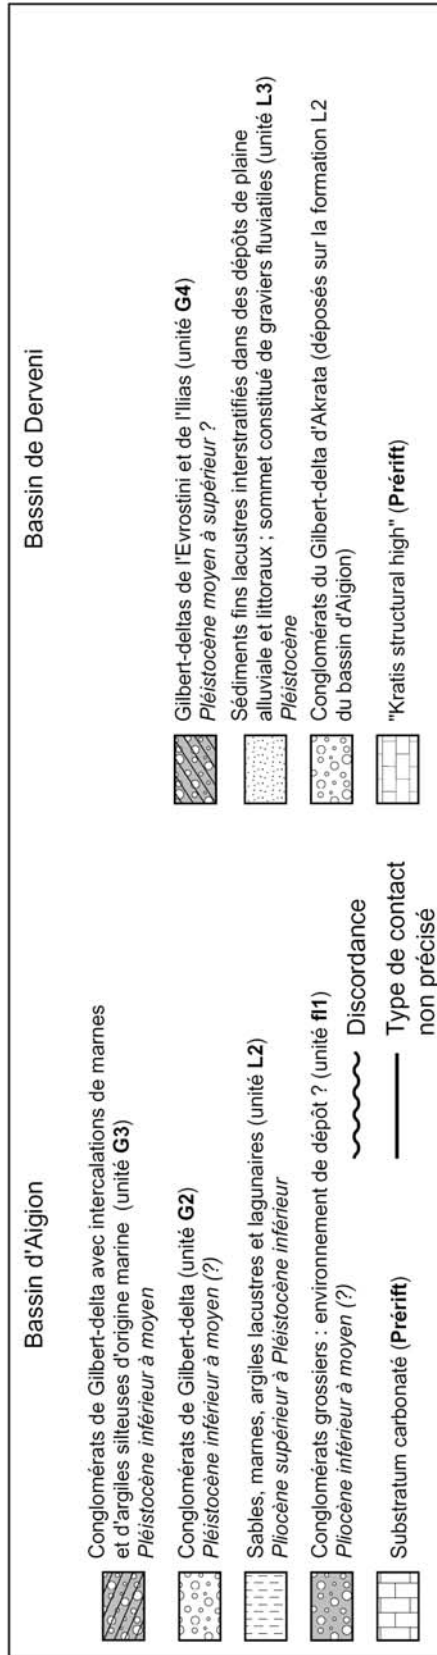 Bassin d'Aigion
Conglomérats de Gilbert-delta avec intercalations de marnes
et d'argiles silteuses d'origine marine (unité G3)
Pléistocène inférieur à moyen
Conglomérats de Gilbert-delta (unité G2)
Pléistocène inférieur à moyen (?)
Sables, marnes, argiles lacustres et lagunaires (unité L2)
Pliocène supérieur à Pléistocène inférieur
Conglomérats grossiers : environnement de dépôt ? (unité fl1)
Pliocène inférieur à moyen (?)
Substratum carbonaté (Prérift)
Discordance
Type de contact
non précisé
Bassin de Derveni
Gilbert-deltas de l'Evrostini et de l'Ilias (unité G4)
Pléistocène moyen à supérieur ?
Sédiments fins lacustres interstratifiés dans des dépôts de plaine
alluviale et littoraux ; sommet constitué de graviers fluviatiles (unité L3)
Pléistocène
Conglomérats du Gilbert-delta d'Akrata (déposés sur la formation L2
du bassin d'Aigion)
"Kratis structural high" (Prérift)